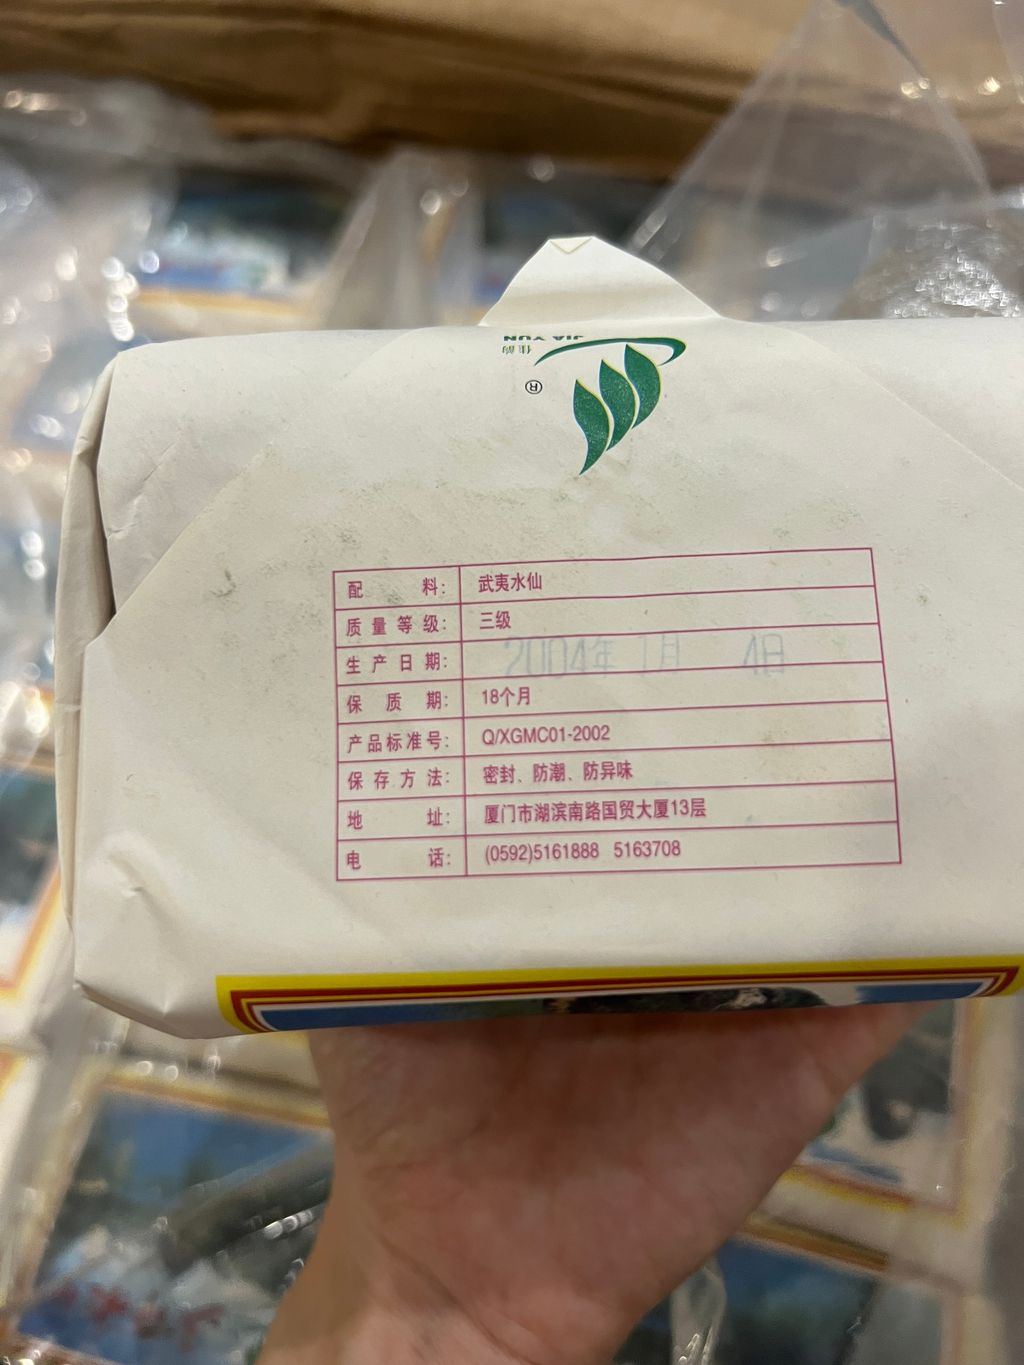 JIA YUN
佳韵
®
配料: 武夷水仙
质量等级: 三级
生产日期: 2004年 1月 4日
保质期: 18个月
产品标准号: Q/XGMC01-2002
保存方法: 密封、防潮、防异味
地址: 厦门市湖滨南路国贸大厦13层
电话: (0592)5161888 5163708